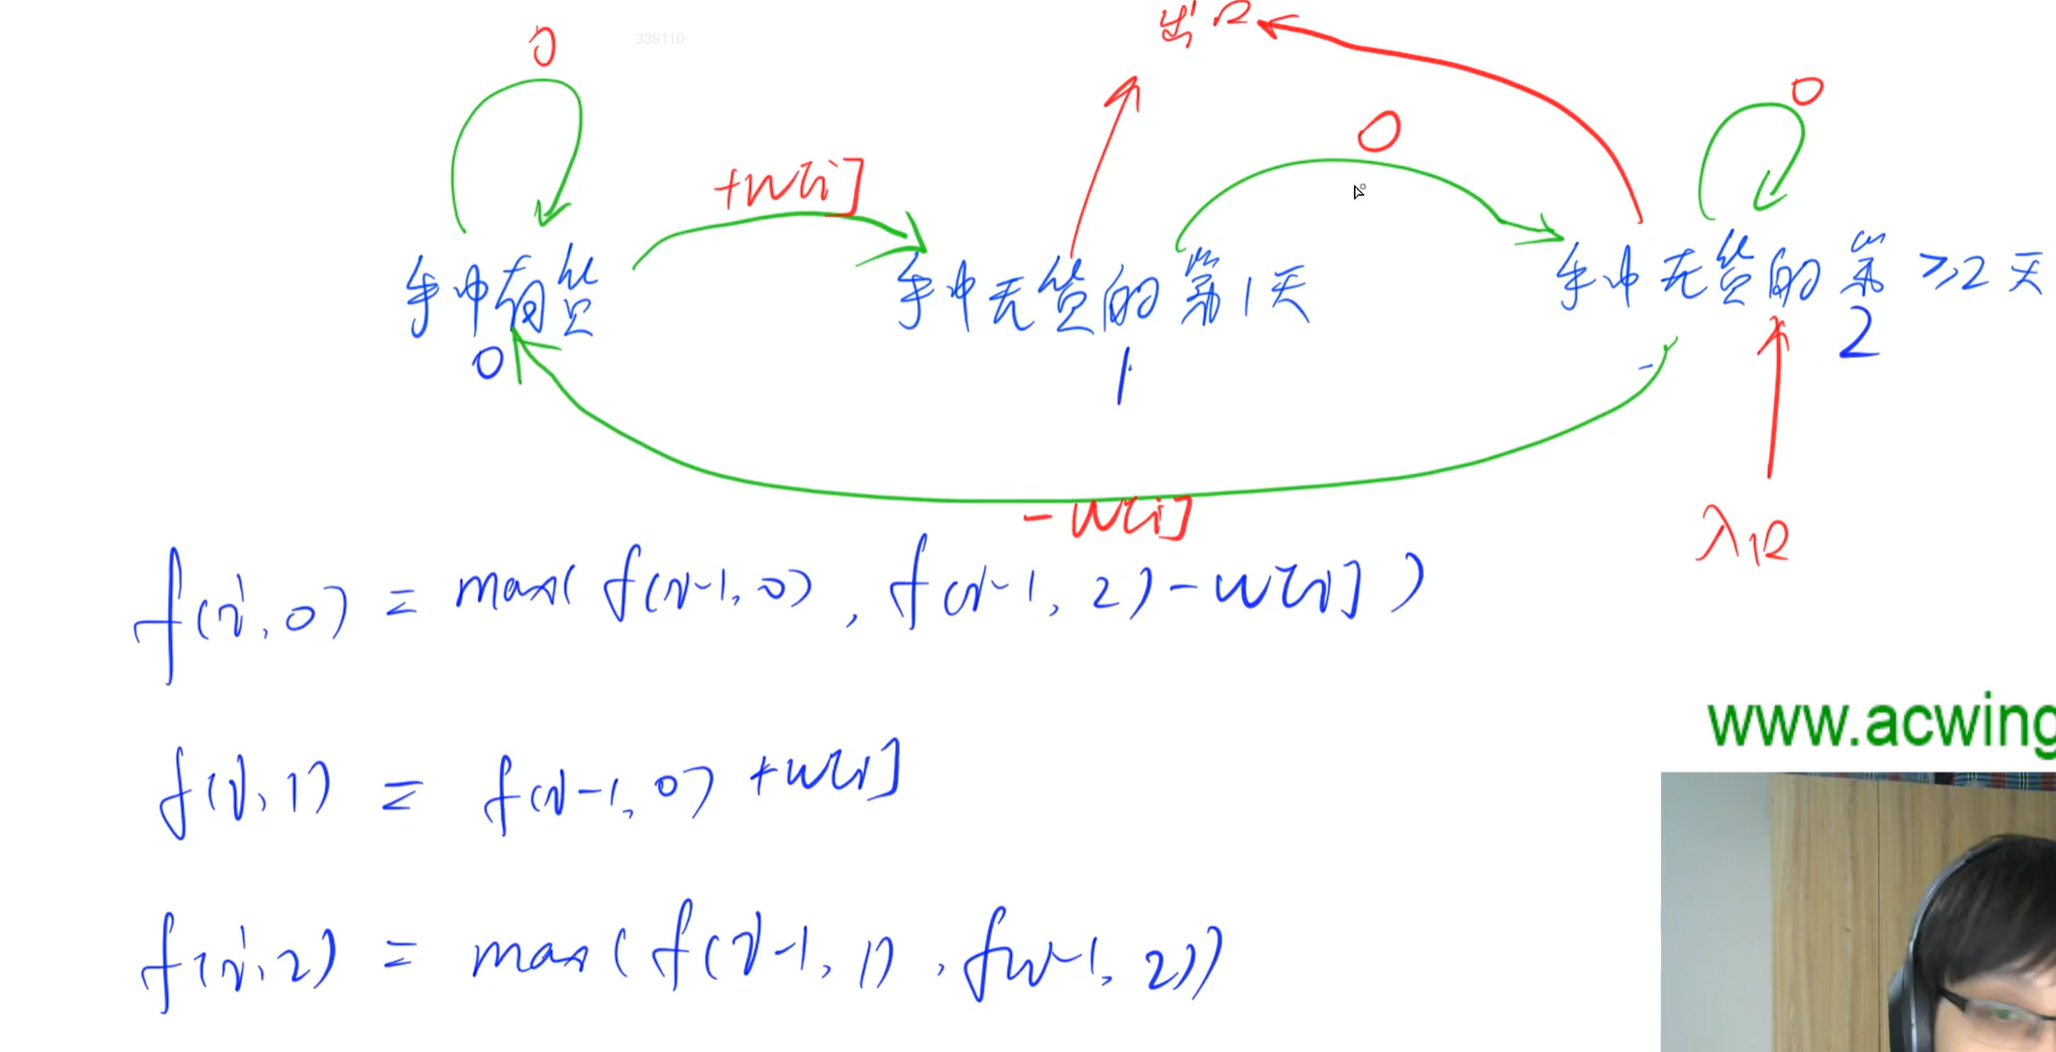 出口
0
339110
0
0
+w[i]
手中有货
手中无货的第1天
手中无货的第≥2天
0
1
2
-w[i]
入口
f(i,0) = max(f(i-1,0), f(i-1,2)-w[i])
www.acwing
f(i,1) = f(i-1,0) +w[i]
f(i,2) = max(f(i-1,1), f(i-1,2))